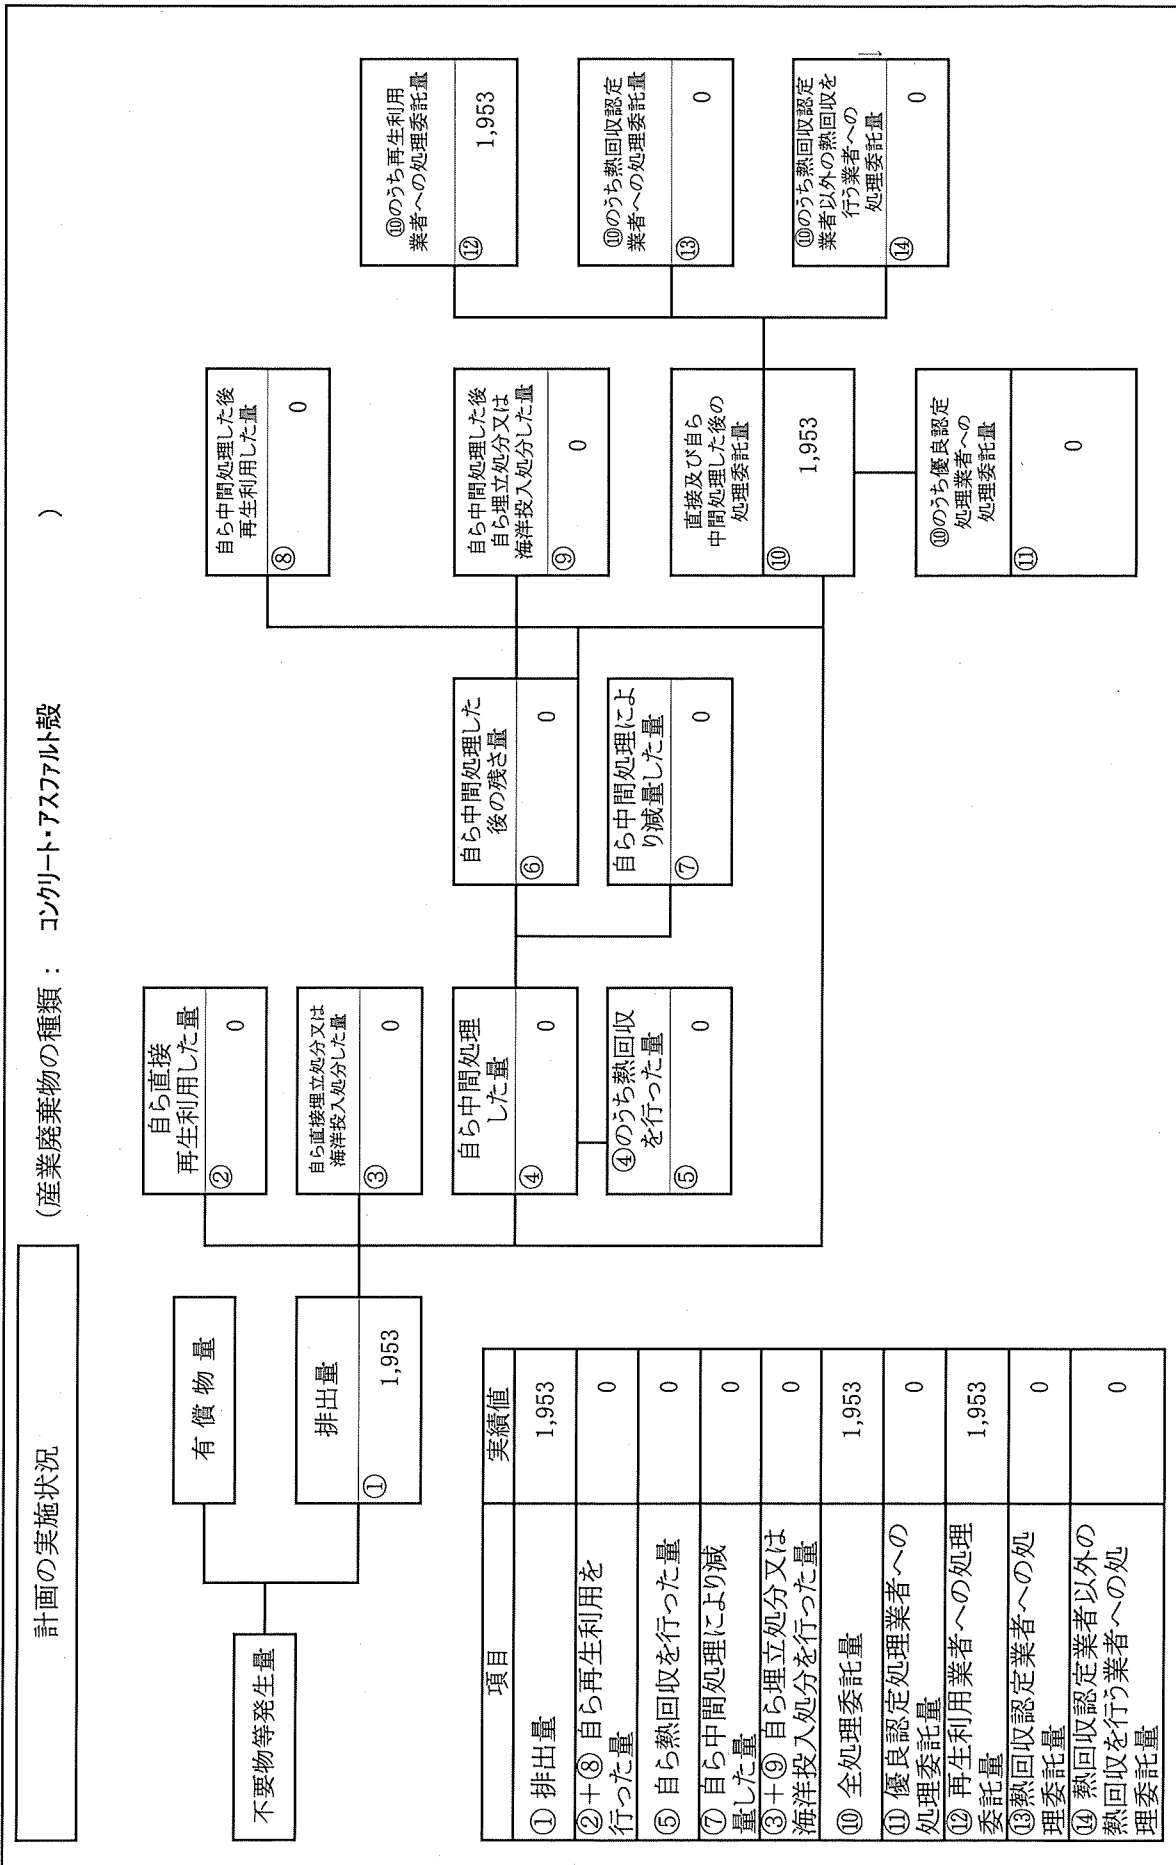 計画の実施状況
(産業廃棄物の種類： コンクリート・アスファルト殻 )
不要物等発生量
有償物量
排出量
①
1,953
自ら直接
再生利用した量
②
0
自ら直接埋立処分又は
海洋投入処分した量
③
0
自ら中間処理
した量
④
0
④のうち熱回収
を行った量
⑤
0
自ら中間処理した
後の残さ量
⑥
0
自ら中間処理によ
り減量した量
⑦
0
自ら中間処理した後
再生利用した量
⑧
0
自ら中間処理した後
自ら埋立処分又は
海洋投入処分した量
⑨
0
直接及び自ら
中間処理した後の
処理委託量
⑩
1,953
⑩のうち優良認定
処理業者への
処理委託量
⑪
0
⑩のうち再生利用
業者への処理委託量
⑫
1,953
⑩のうち熱回収認定
業者への処理委託量
⑬
0
⑩のうち熱回収認定
業者以外の熱回収を
行う業者への
処理委託量
⑭
0
項目 実績値
① 排出量 1,953
②＋⑧ 自ら再生利用を
行った量 0
⑤ 自ら熱回収を行った量 0
⑦ 自ら中間処理により減
量した量 0
③＋⑨ 自ら埋立処分又は
海洋投入処分を行った量 0
⑩ 全処理委託量 1,953
⑪ 優良認定処理業者への
処理委託量 0
⑫ 再生利用業者への処理
委託量 1,953
⑬熱回収認定業者への処
理委託量 0
⑭ 熱回収認定業者以外の
熱回収を行う業者への処
理委託量 0